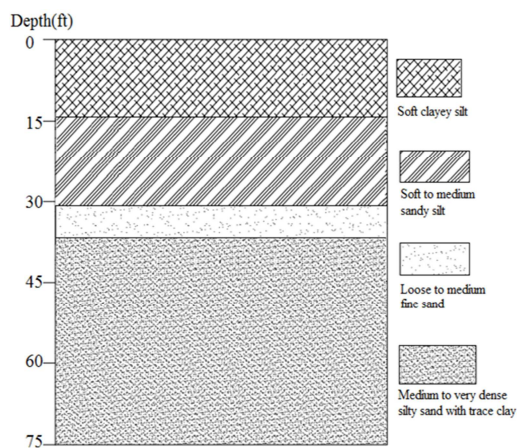 Depth(ft)
0
15
30
45
60
75
Soft clayey silt
Soft to medium
sandy silt
Loose to medium
fine sand
Medium to very dense
silty sand with trace clay